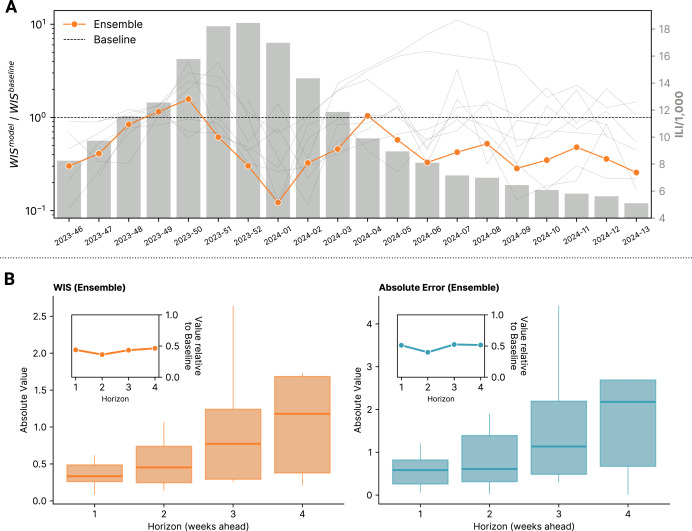 A
Ensemble
Baseline
WIS^model / WIS^baseline
10¹
10⁰
10⁻¹
18
16
14
12
10
8
6
4
ILI/1,000
2023-46 2023-47 2023-48 2023-49 2023-50 2023-51 2023-52 2024-01 2024-02 2024-03 2024-04 2024-05 2024-06 2024-07 2024-08 2024-09 2024-10 2024-11 2024-12 2024-13
B
WIS (Ensemble)
Absolute Value
2.5
2.0
1.5
1.0
0.5
0.0
1.0
0.5
0.0
Value relative
to Baseline
1 2 3 4
Horizon
1 2 3 4
Horizon (weeks ahead)
Absolute Error (Ensemble)
Absolute Value
4
3
2
1
0
1.0
0.5
0.0
Value relative
to Baseline
1 2 3 4
Horizon
1 2 3 4
Horizon (weeks ahead)